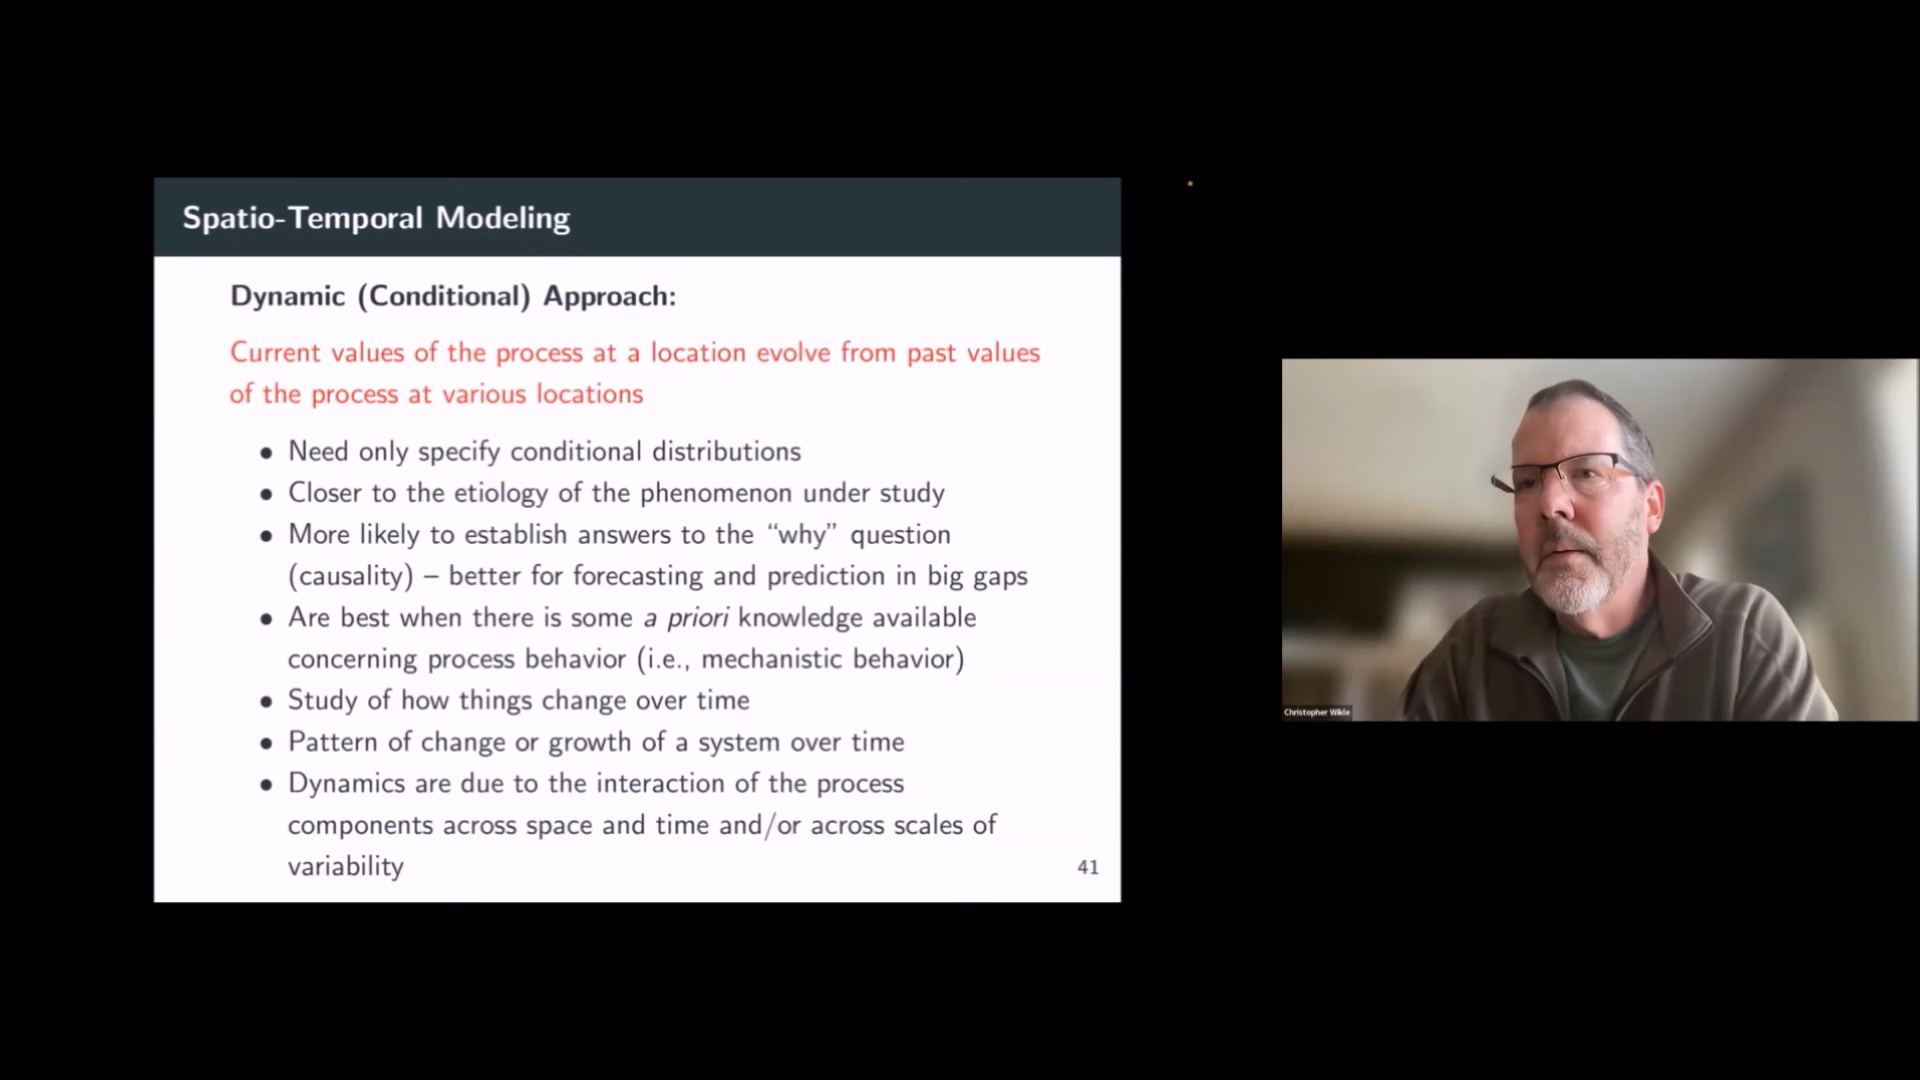 Spatio-Temporal Modeling
Dynamic (Conditional) Approach:
Current values of the process at a location evolve from past values
of the process at various locations
• Need only specify conditional distributions
• Closer to the etiology of the phenomenon under study
• More likely to establish answers to the “why” question
(causality) – better for forecasting and prediction in big gaps
• Are best when there is some a priori knowledge available
concerning process behavior (i.e., mechanistic behavior)
• Study of how things change over time
• Pattern of change or growth of a system over time
• Dynamics are due to the interaction of the process
components across space and time and/or across scales of
variability
41
Christopher Wikle